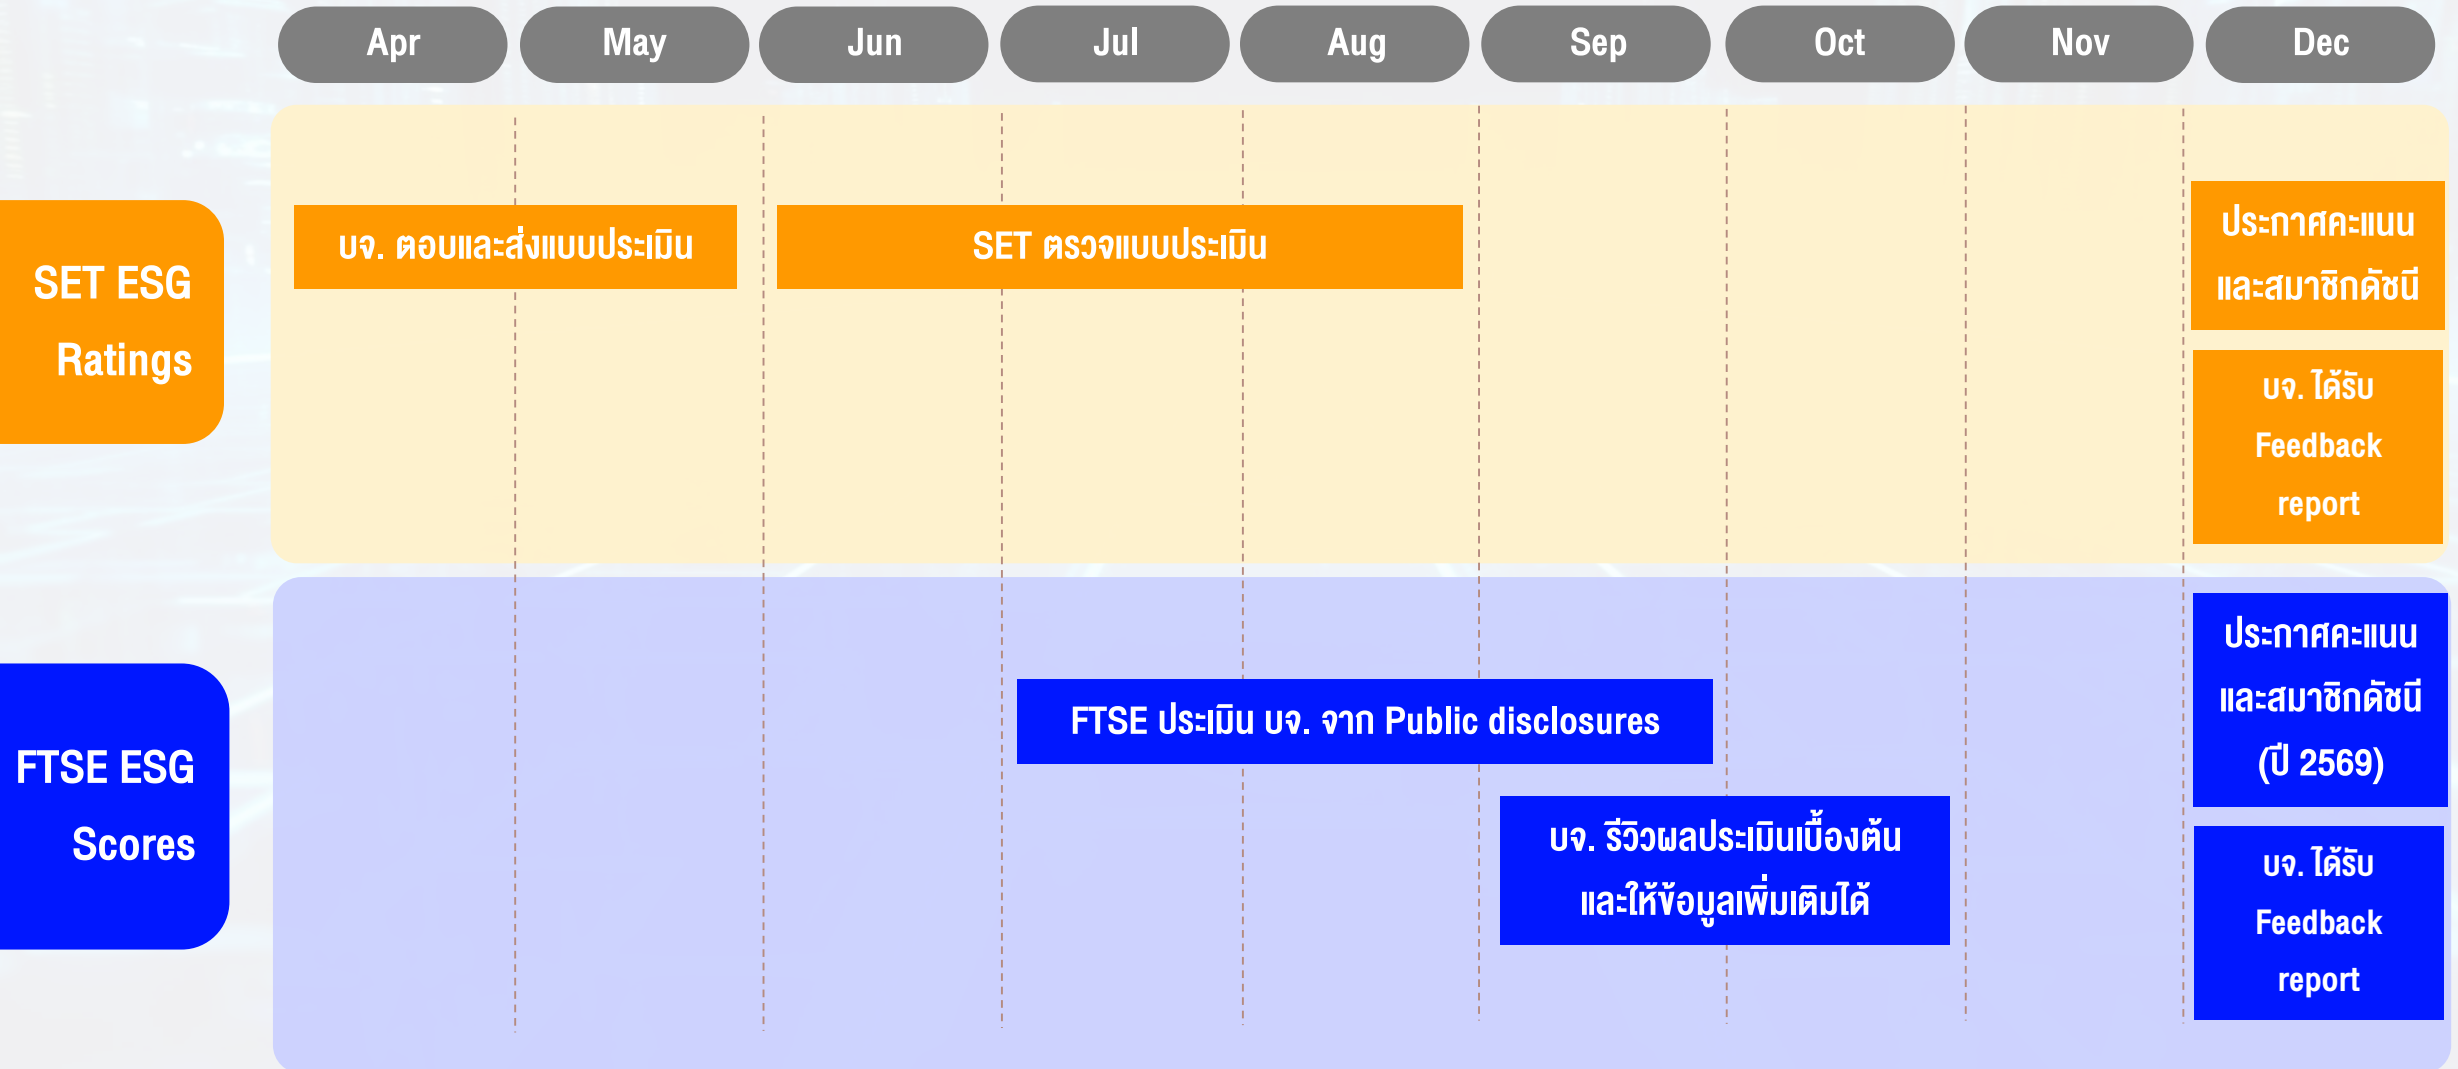 Apr May Jun Jul Aug Sep Oct Nov Dec
SET ESG
Ratings
บจ. ตอบและส่งแบบประเมิน
SET ตรวจแบบประเมิน
ประกาศคะแนน
และสมาชิกดัชนี
บจ. ได้รับ
Feedback
report
FTSE ESG
Scores
FTSE ประเมิน บจ. จาก Public disclosures
บจ. รีวิวผลประเมินเบื้องต้น
และให้ข้อมูลเพิ่มเติมได้
ประกาศคะแนน
และสมาชิกดัชนี
(ปี 2569)
บจ. ได้รับ
Feedback
report